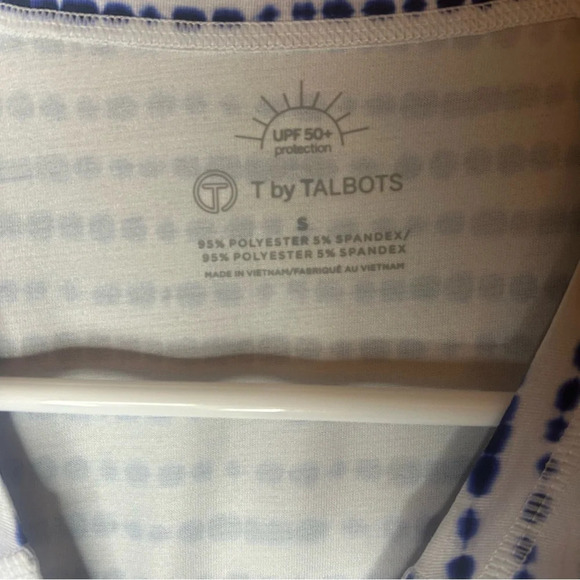 UPF 50+
protection
T by TALBOTS
S
95% POLYESTER 5% SPANDEX/
95% POLYESTER 5% SPANDEX
MADE IN VIETNAM/FABRIQUÉ AU VIETNAM